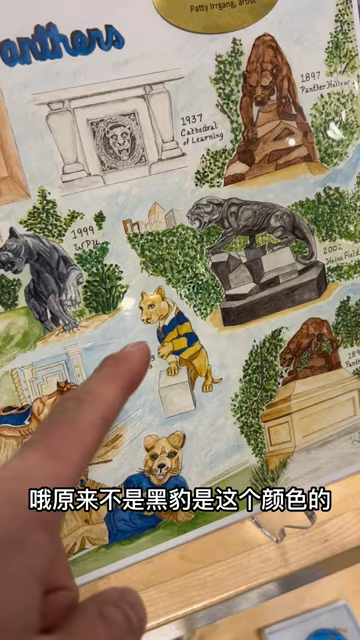 Patty Irrgang, artist
anthers
1937
Cathedral
of Learning
1897
Panther Hollow
1999
WPU
2002
Heinz Field
哦原来不是黑豹是这个颜色的